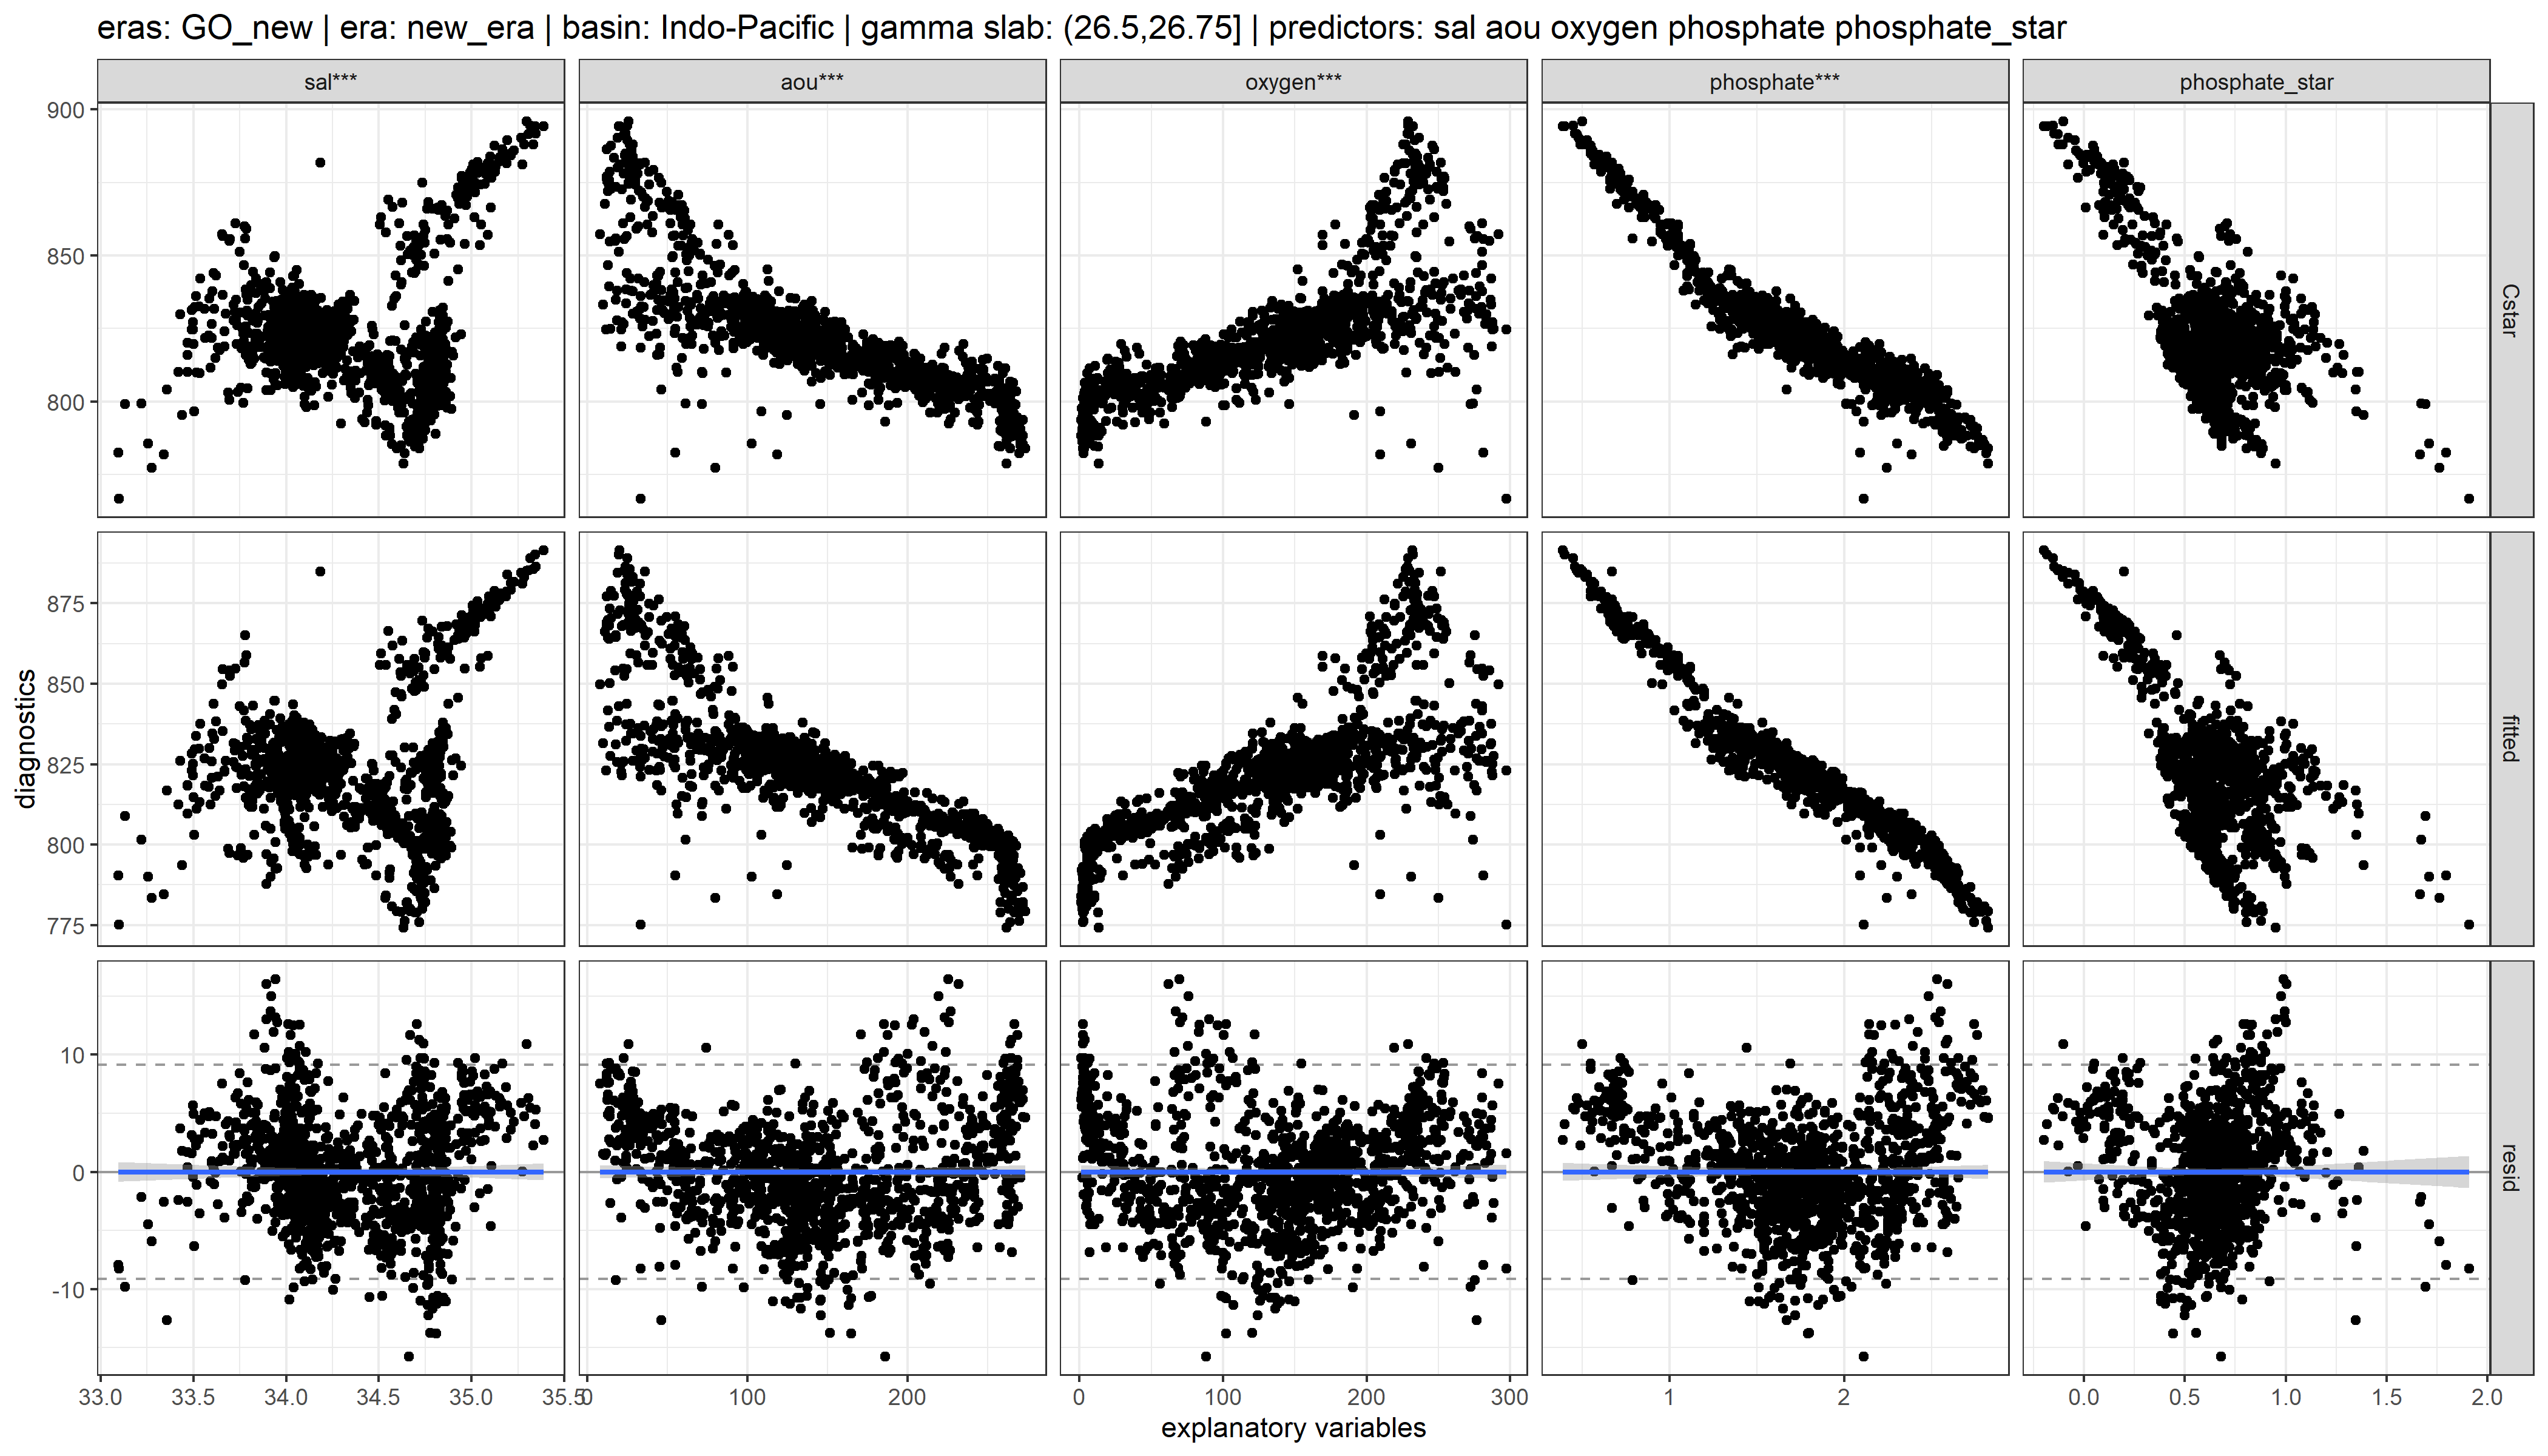 eras: GO_new | era: new_era | basin: Indo-Pacific | gamma slab: (26.5,26.75] | predictors: sal aou oxygen phosphate phosphate_star
sal*** aou*** oxygen*** phosphate*** phosphate_star
900
850
800
Cstar
875
850
825
800
775
fitted
10
0
-10
resid
diagnostics
33.0 33.5 34.0 34.5 35.0 35.5 0 100 200 0 100 200 300 1 2 0.0 0.5 1.0 1.5 2.0
explanatory variables